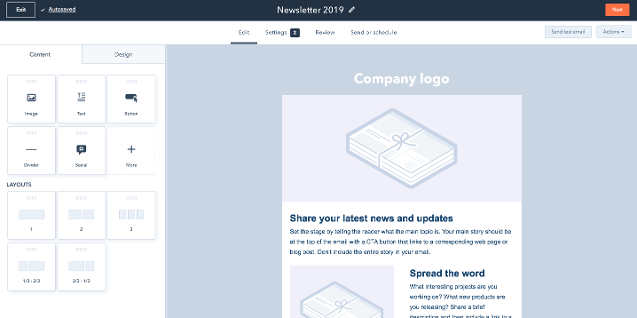 Exit
Autosaved
Newsletter 2019
Next
Edit
Settings 2
Review
Send or schedule
Send test email
Actions
Content
Design
Image
Text
Button
Divider
Social
More
LAYOUTS
1
2
3
1/3 : 2/3
2/3 : 1/3
Company logo
Share your latest news and updates
Set the stage by telling the reader what the main topic is. Your main story should be
at the top of the email with a CTA button that links to a corresponding web page or
blog post. Don't include the entire story in your email.
Spread the word
What interesting projects are you
working on? What new products are
you releasing? Share a brief
description then include a link to a